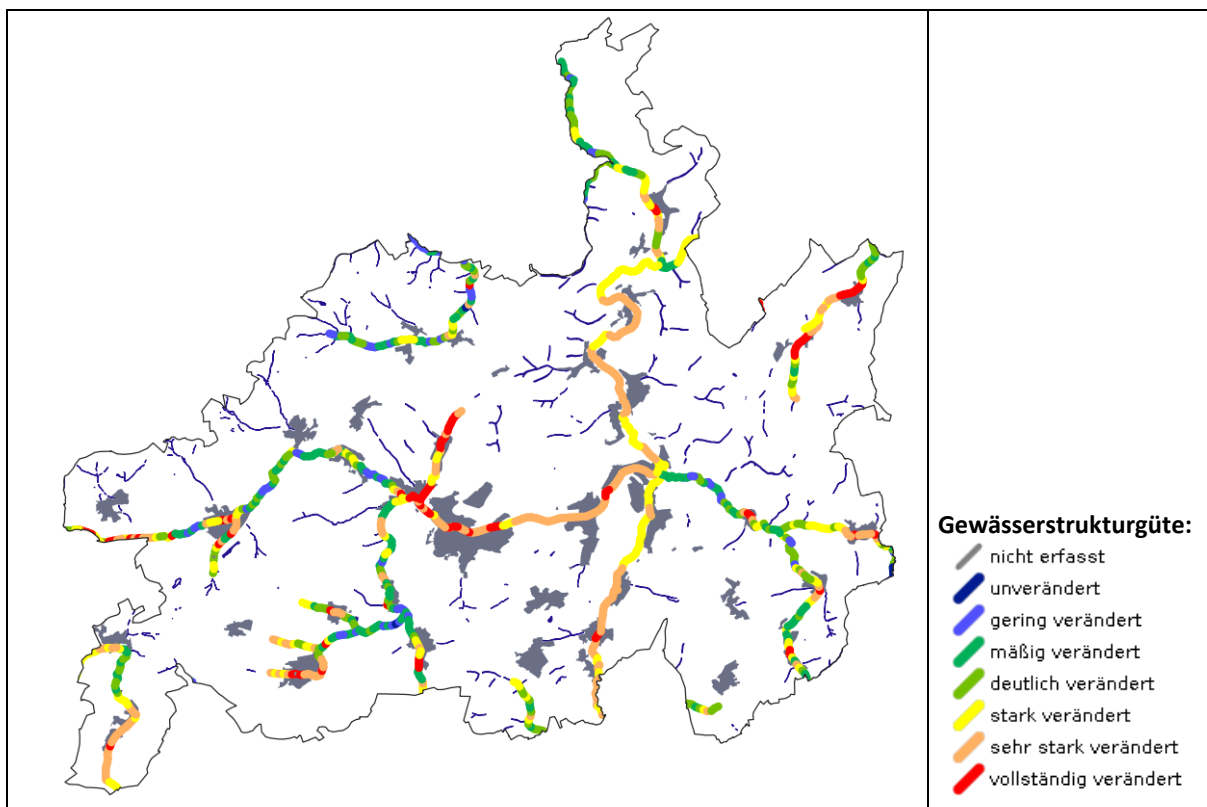 Gewässerstrukturgüte:
nicht erfasst
unverändert
gering verändert
mäßig verändert
deutlich verändert
stark verändert
sehr stark verändert
vollständig verändert